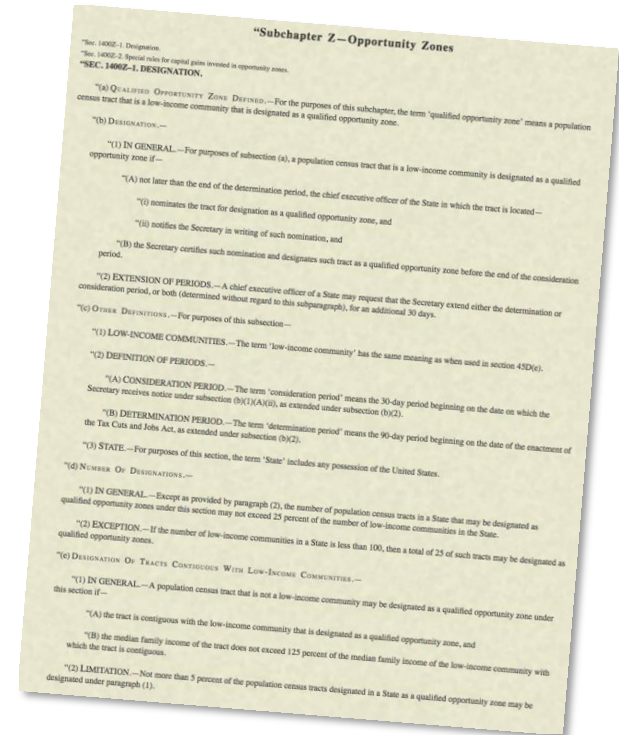 “Subchapter Z—Opportunity Zones
“Sec. 1400Z–1. Designation.
“Sec. 1400Z–2. Special rules for capital gains invested in opportunity zones.
“SEC. 1400Z–1. DESIGNATION.
“(a) Qualified Opportunity Zone Defined.—For the purposes of this subchapter, the term ‘qualified opportunity zone’ means a population
census tract that is a low-income community that is designated as a qualified opportunity zone.
“(b) Designation.—
“(1) IN GENERAL.—For purposes of subsection (a), a population census tract that is a low-income community is designated as a qualified
opportunity zone if—
“(A) not later than the end of the determination period, the chief executive officer of the State in which the tract is located—
“(i) nominates the tract for designation as a qualified opportunity zone, and
“(ii) notifies the Secretary in writing of such nomination, and
“(B) the Secretary certifies such nomination and designates such tract as a qualified opportunity zone before the end of the consideration
period.
“(2) EXTENSION OF PERIODS.—A chief executive officer of a State may request that the Secretary extend either the determination or
consideration period, or both (determined without regard to this subparagraph), for an additional 30 days.
“(c) Other Definitions.—For purposes of this subsection—
“(1) LOW-INCOME COMMUNITIES.—The term ‘low-income community’ has the same meaning as when used in section 45D(e).
“(2) DEFINITION OF PERIODS.—
“(A) CONSIDERATION PERIOD.—The term ‘consideration period’ means the 30-day period beginning on the date on which the
Secretary receives notice under subsection (b)(1)(A)(ii), as extended under subsection (b)(2).
“(B) DETERMINATION PERIOD.—The term ‘determination period’ means the 90-day period beginning on the date of the enactment of
the Tax Cuts and Jobs Act, as extended under subsection (b)(2).
“(3) STATE.—For purposes of this section, the term ‘State’ includes any possession of the United States.
“(d) Number Of Designations.—
“(1) IN GENERAL.—Except as provided by paragraph (2), the number of population census tracts in a State that may be designated as
qualified opportunity zones under this section may not exceed 25 percent of the number of low-income communities in the State.
“(2) EXCEPTION.—If the number of low-income communities in a State is less than 100, then a total of 25 of such tracts may be designated as
qualified opportunity zones.
“(e) Designation Of Tracts Contiguous With Low-Income Communities.—
“(1) IN GENERAL.—A population census tract that is not a low-income community may be designated as a qualified opportunity zone under
this section if—
“(A) the tract is contiguous with the low-income community that is designated as a qualified opportunity zone, and
“(B) the median family income of the tract does not exceed 125 percent of the median family income of the low-income community with
which the tract is contiguous.
“(2) LIMITATION.—Not more than 5 percent of the population census tracts designated in a State as a qualified opportunity zone may be
designated under paragraph (1).